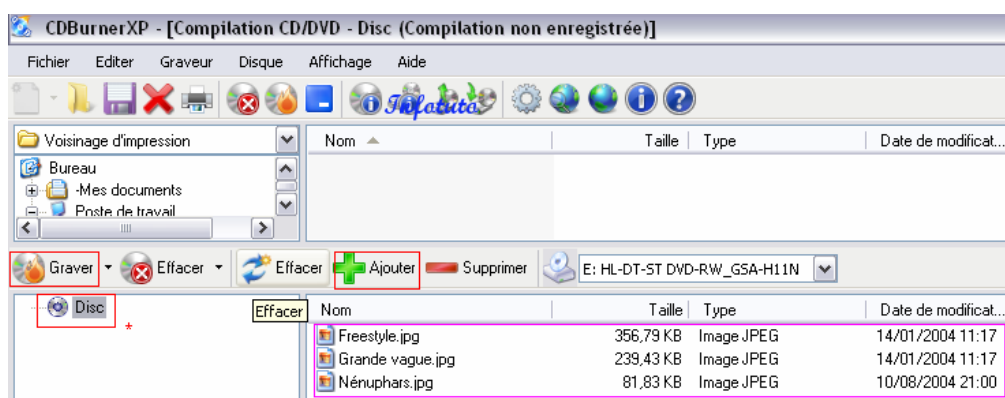 CDBurnerXP - [Compilation CD/DVD - Disc (Compilation non enregistrée)]
Fichier Editer Graveur Disque Affichage Aide
Infotuto
Voisinage d'impression
Nom Taille Type Date de modificat...
Bureau
-Mes documents
Poste de travail
Graver Effacer Effacer Ajouter Supprimer E: HL-DT-ST DVD-RW_GSA-H11N
Disc
*
Effacer
Nom Taille Type Date de modificat...
Freestyle.jpg 356,79 KB Image JPEG 14/01/2004 11:17
Grande vague.jpg 239,43 KB Image JPEG 14/01/2004 11:17
Nénuphars.jpg 81,83 KB Image JPEG 10/08/2004 21:00